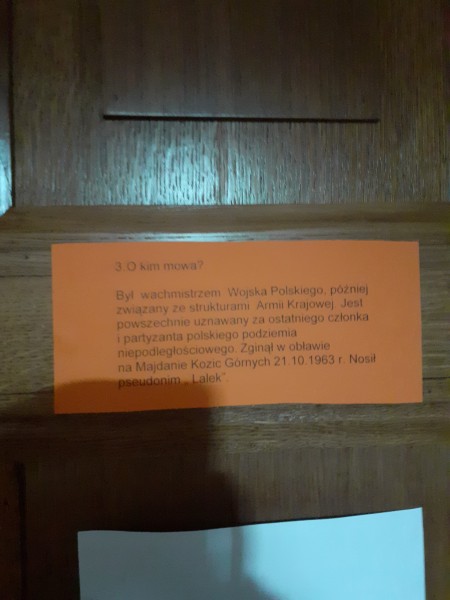 3.O kim mowa?
Był wachmistrzem Wojska Polskiego, później
związany ze strukturami Armii Krajowej. Jest
powszechnie uznawany za ostatniego członka
i partyzanta polskiego podziemia
niepodległościowego. Zginął w obławie
na Majdanie Kozic Górnych 21.10.1963 r. Nosił
pseudonim „ Lalek”.